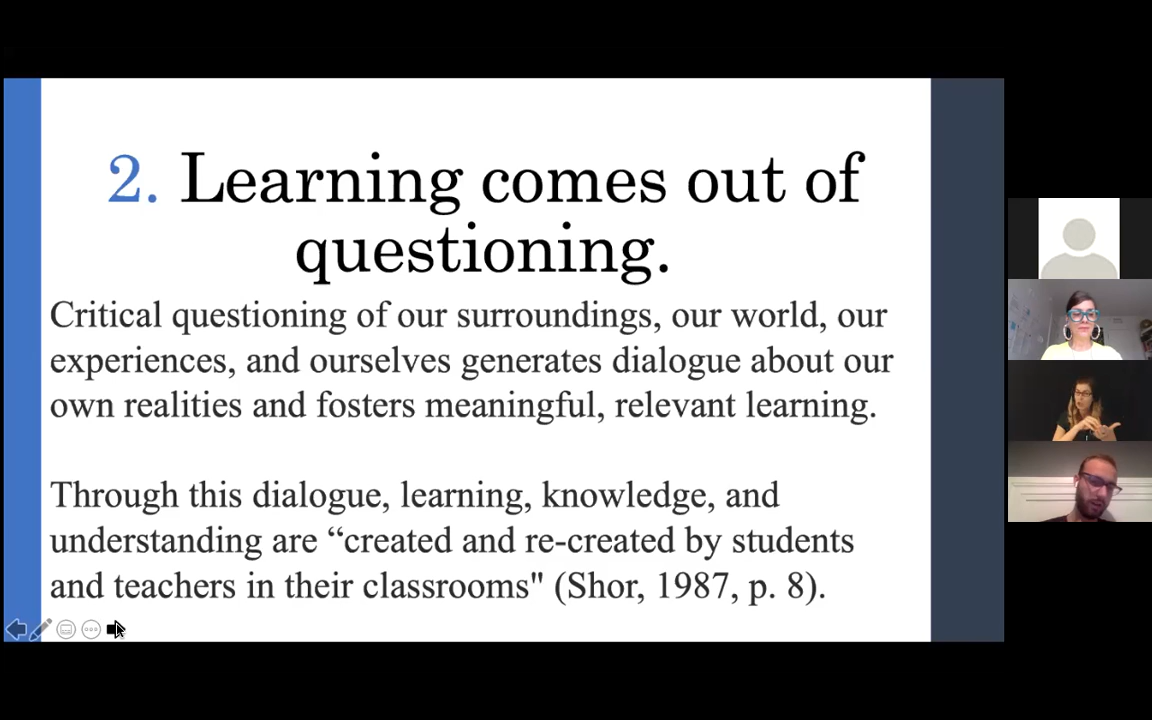 2. Learning comes out of
questioning.
Critical questioning of our surroundings, our world, our
experiences, and ourselves generates dialogue about our
own realities and fosters meaningful, relevant learning.
Through this dialogue, learning, knowledge, and
understanding are “created and re-created by students
and teachers in their classrooms" (Shor, 1987, p. 8).